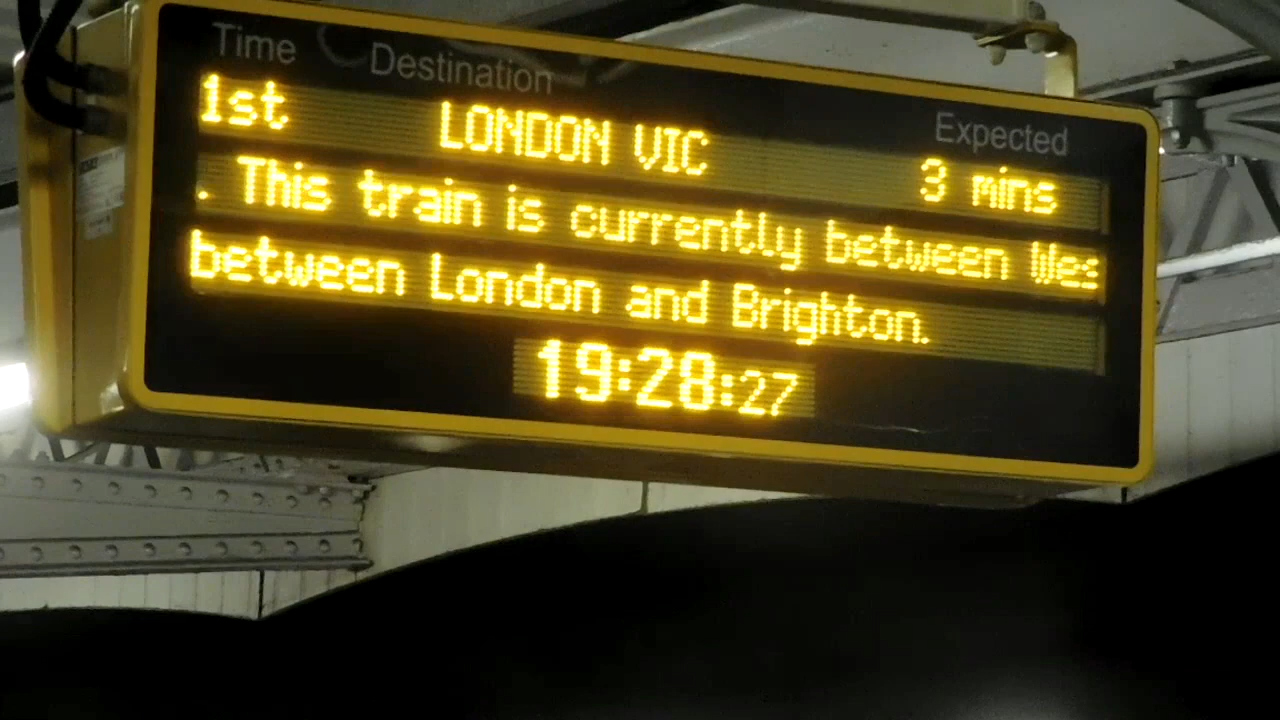 Time Destination Expected
1st LONDON VIC 3 mins
. This train is currently between Wes
between London and Brighton.
19:28:27